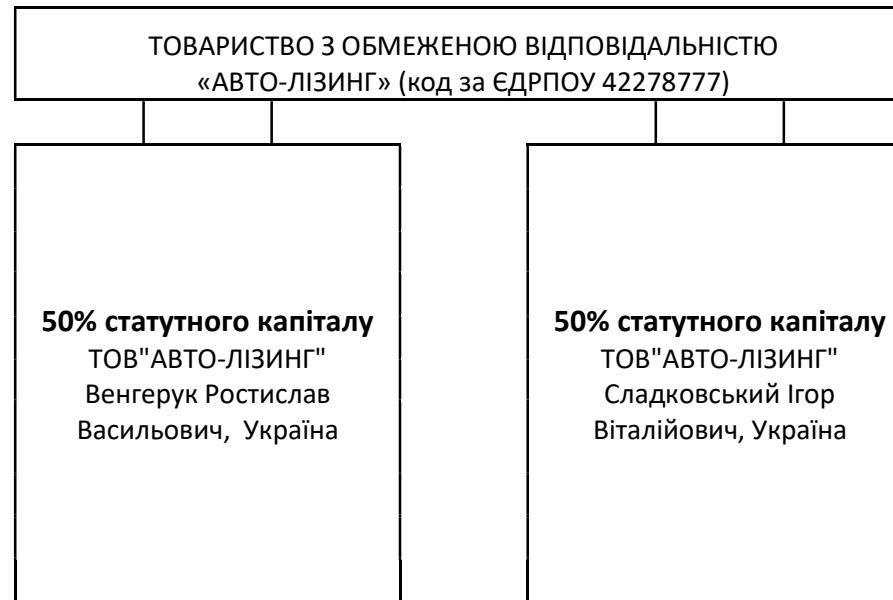 ТОВАРИСТВО З ОБМЕЖЕНОЮ ВІДПОВІДАЛЬНІСТЮ
«АВТО-ЛІЗИНГ» (код за ЄДРПОУ 42278777)
50% статутного капіталу
ТОВ"АВТО-ЛІЗИНГ"
Венгерук Ростислав
Васильович, Україна
50% статутного капіталу
ТОВ"АВТО-ЛІЗИНГ"
Сладковський Ігор
Віталійович, Україна